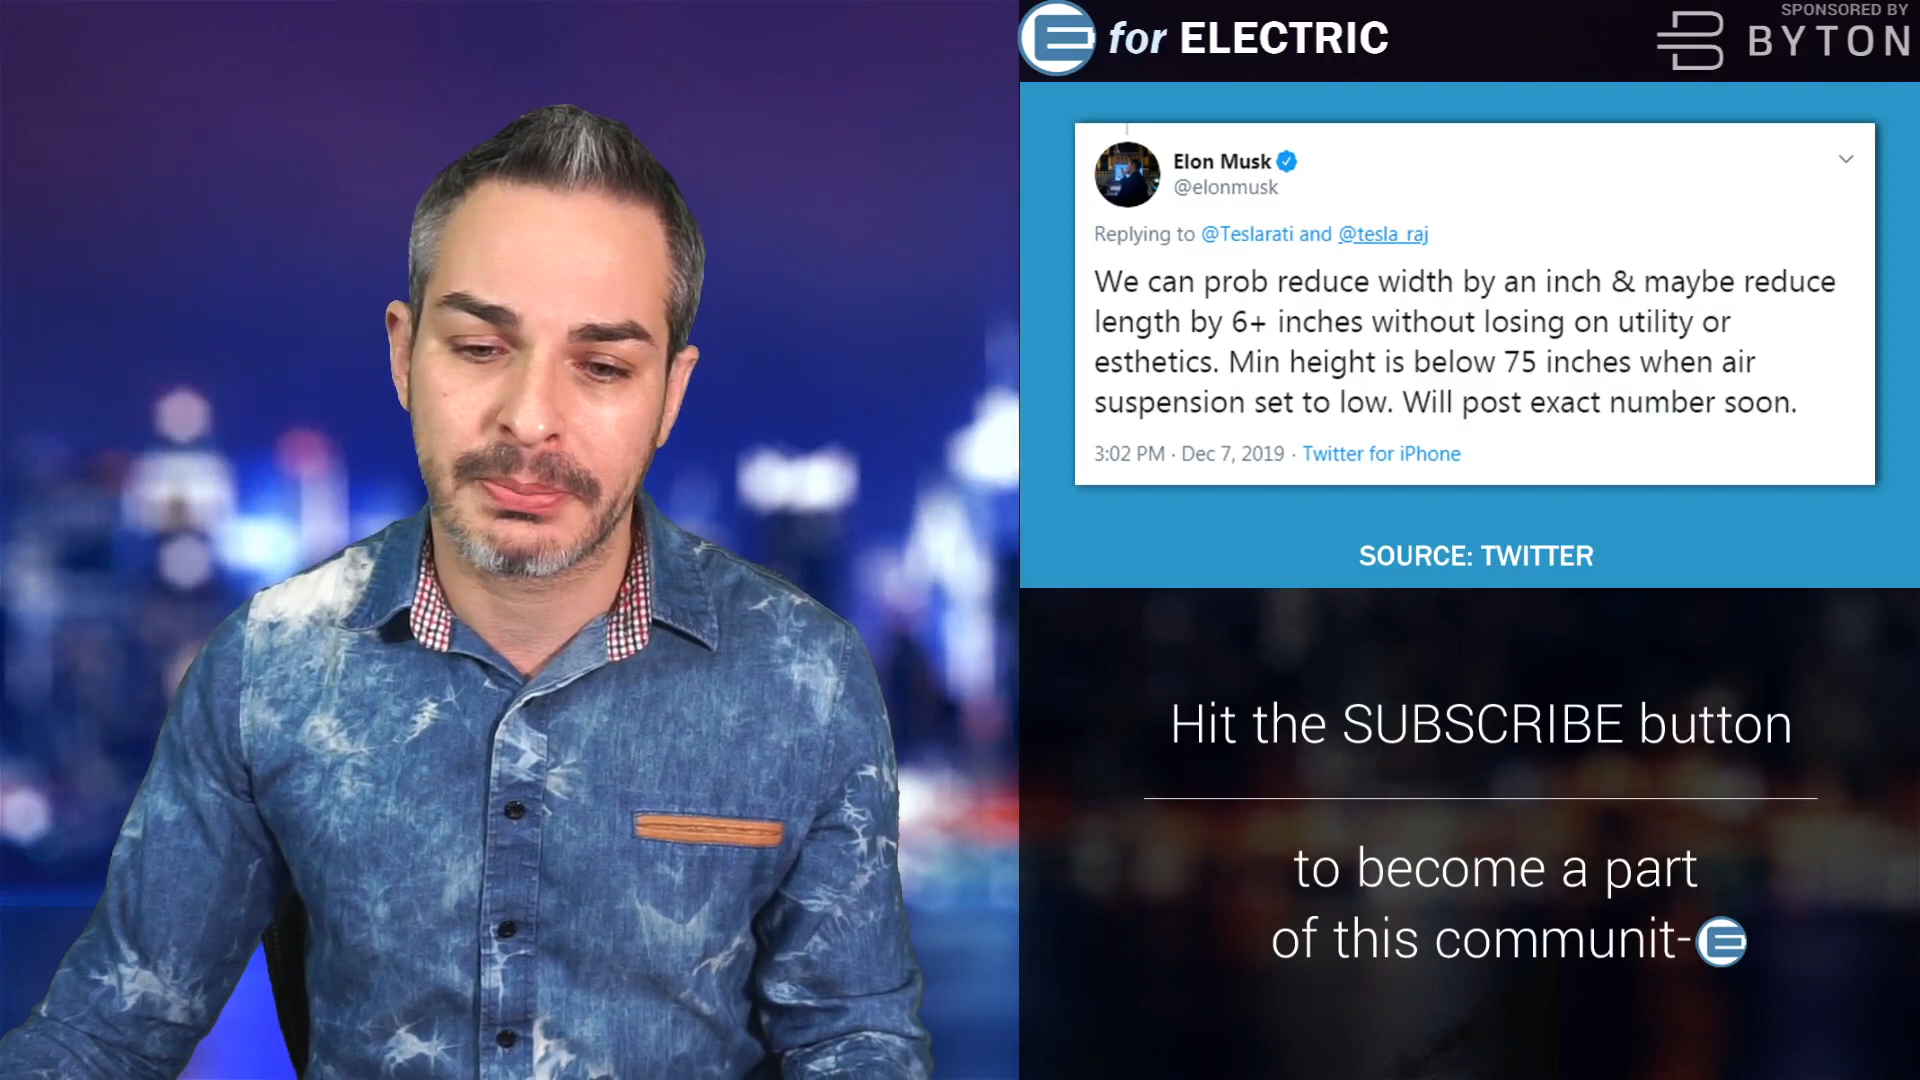 for ELECTRIC
SPONSORED BY
BYTON
Elon Musk
@elonmusk
Replying to @Teslarati and @tesla_raj
We can prob reduce width by an inch & maybe reduce
length by 6+ inches without losing on utility or
esthetics. Min height is below 75 inches when air
suspension set to low. Will post exact number soon.
3:02 PM · Dec 7, 2019 · Twitter for iPhone
SOURCE: TWITTER
Hit the SUBSCRIBE button
to become a part
of this communit-E